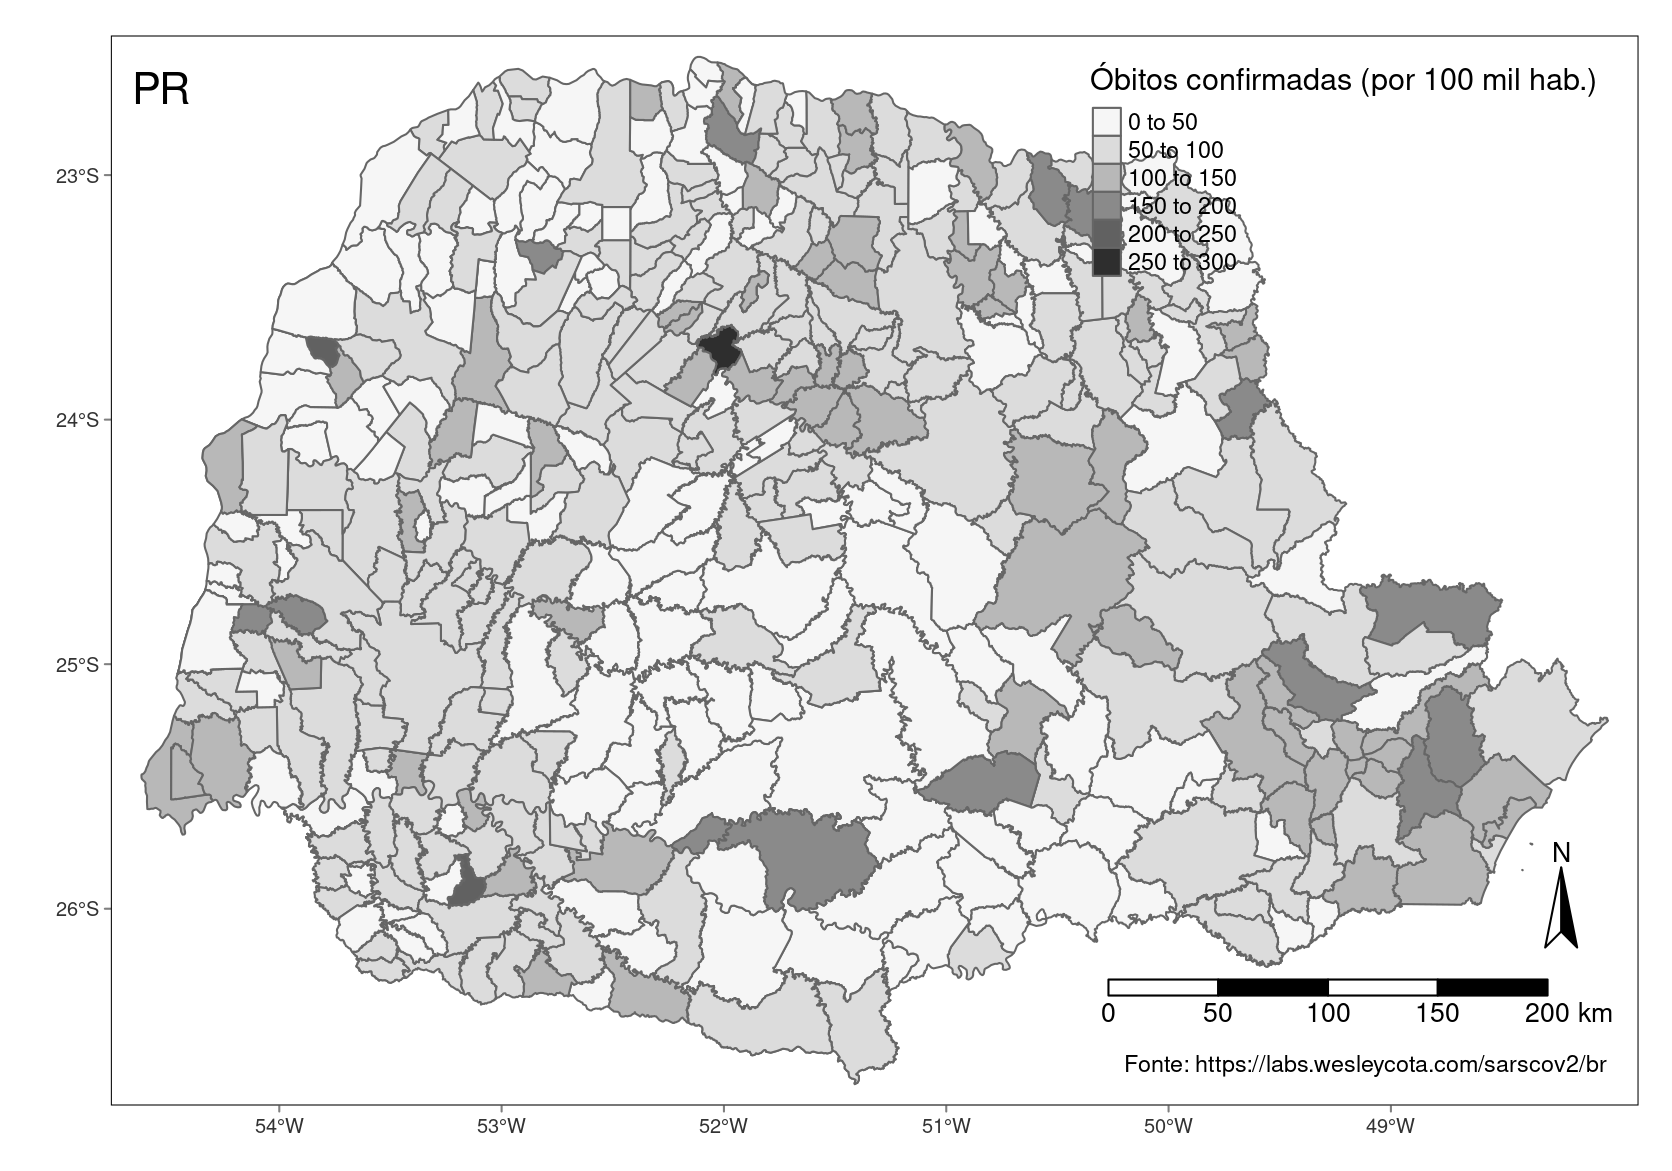 PR
Óbitos confirmadas (por 100 mil hab.)
0 to 50
50 to 100
100 to 150
150 to 200
200 to 250
250 to 300
23°S
24°S
25°S
26°S
N
0 50 100 150 200 km
Fonte: https://labs.wesleycota.com/sarscov2/br
54°W 53°W 52°W 51°W 50°W 49°W